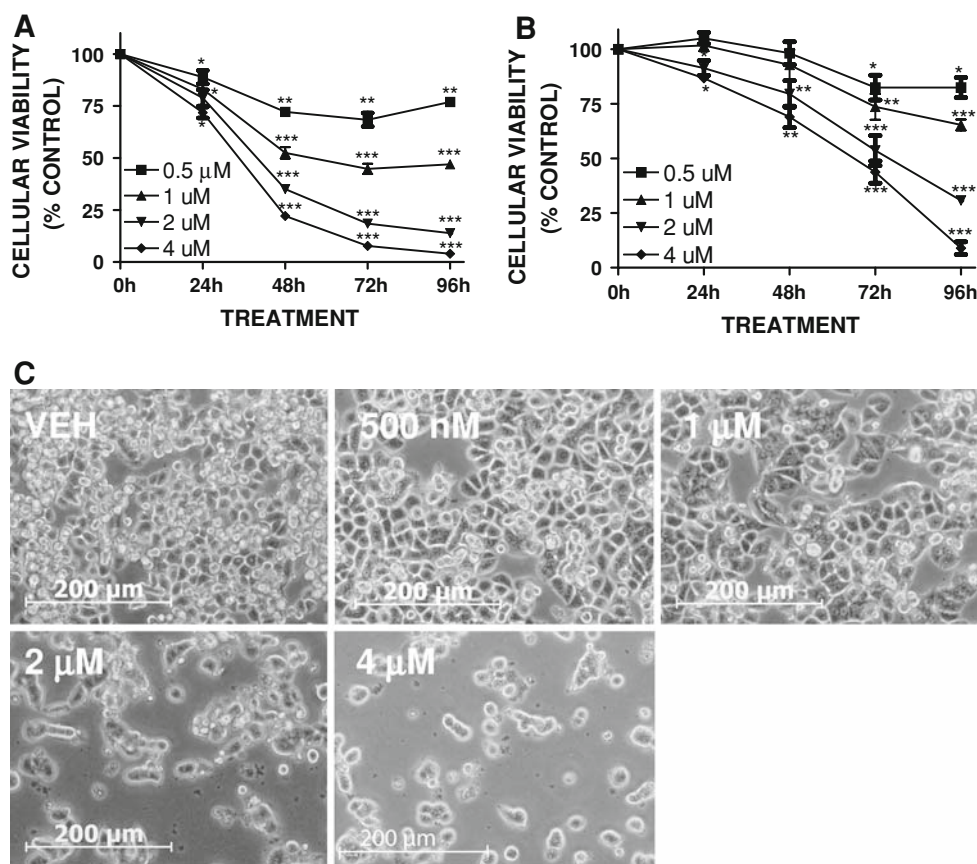 A
CELLULAR VIABILITY
(% CONTROL)
100
75
50
25
0
* ** ** **
* *** *** ***
*** *** ***
* *** *** ***
0.5 μM
1 uM
2 uM
4 uM
0h 24h 48h 72h 96h
TREATMENT
B
CELLULAR VIABILITY
(% CONTROL)
100
75
50
25
0
* * *
** ** ***
* *** ***
** *** ***
0.5 uM
1 uM
2 uM
4 uM
0h 24h 48h 72h 96h
TREATMENT
C
VEH
200 μm
500 nM
200 μm
1 μM
200 μm
2 μM
200 μm
4 μM
200 μm